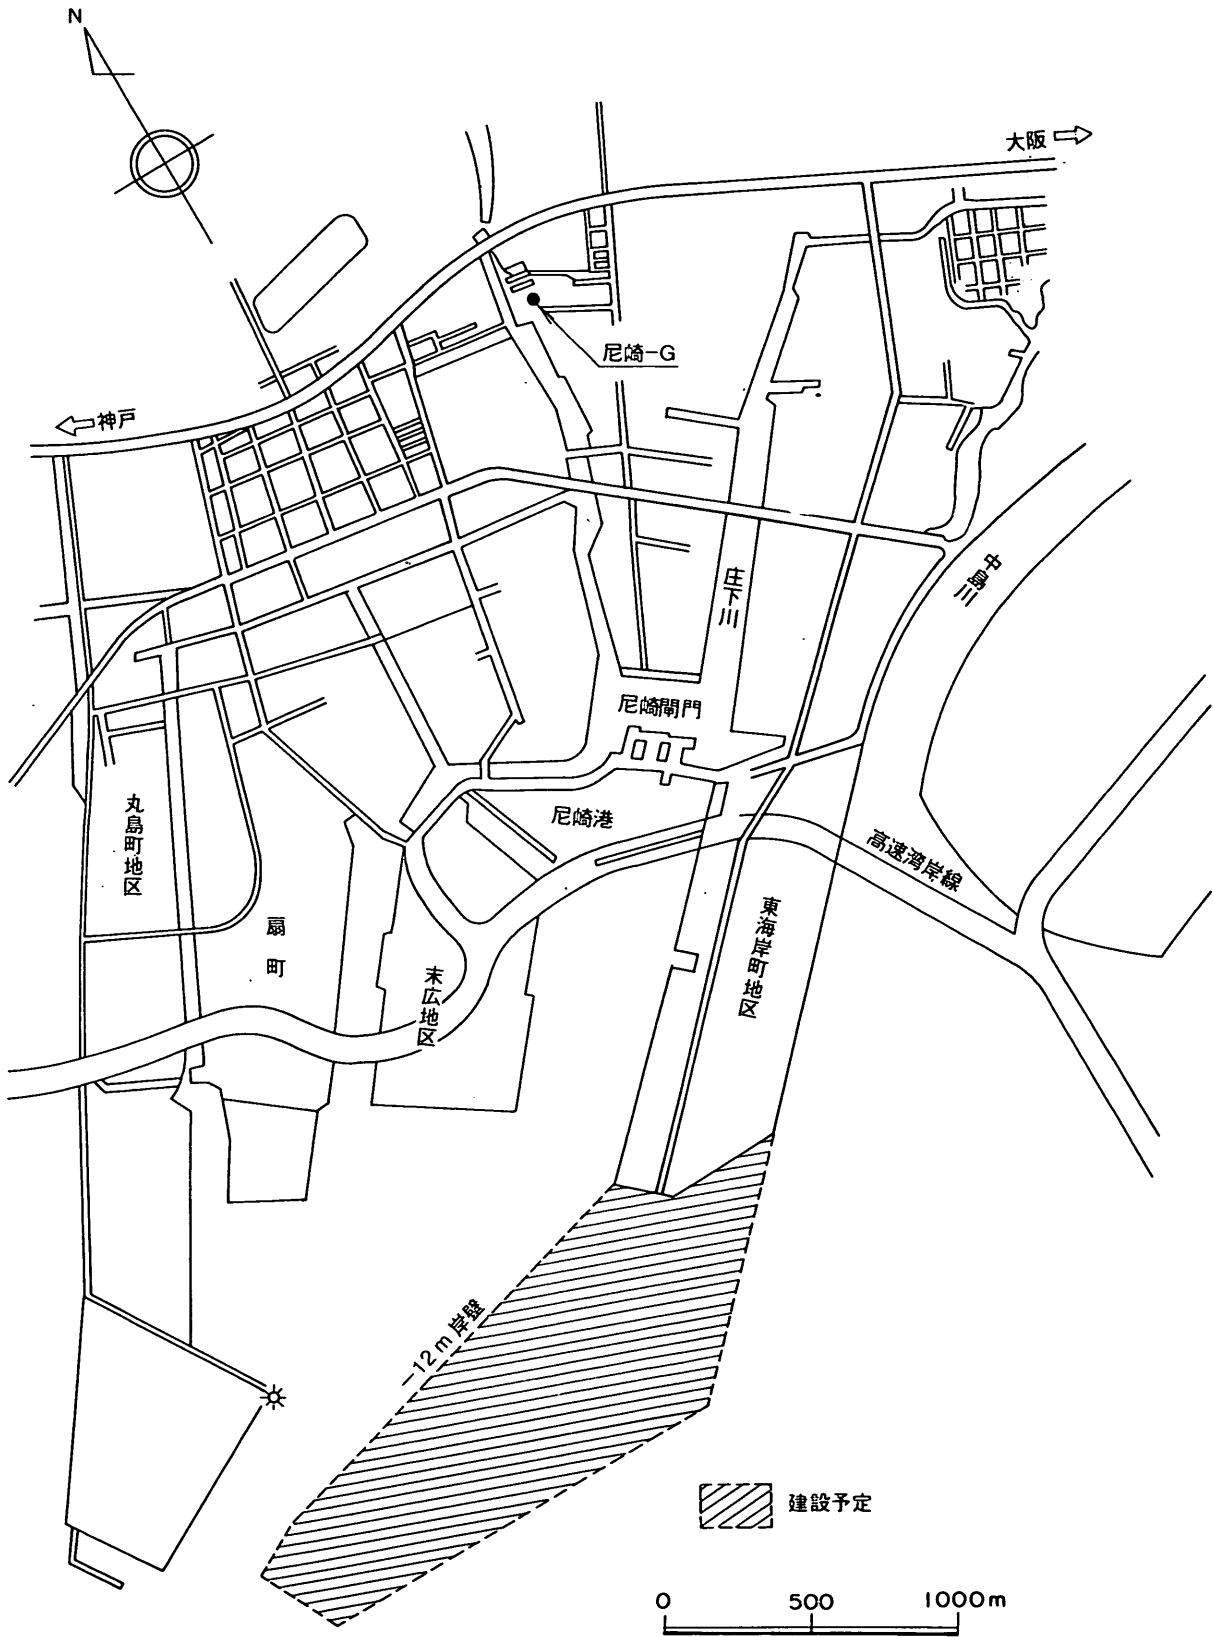 N
大阪
尼崎-G
神戸
中島川
庄下川
尼崎閘門
丸島町地区
尼崎港
高速湾岸線
扇町
東海岸町地区
末広地区
-12m岸壁
建設予定
0 500 1000m